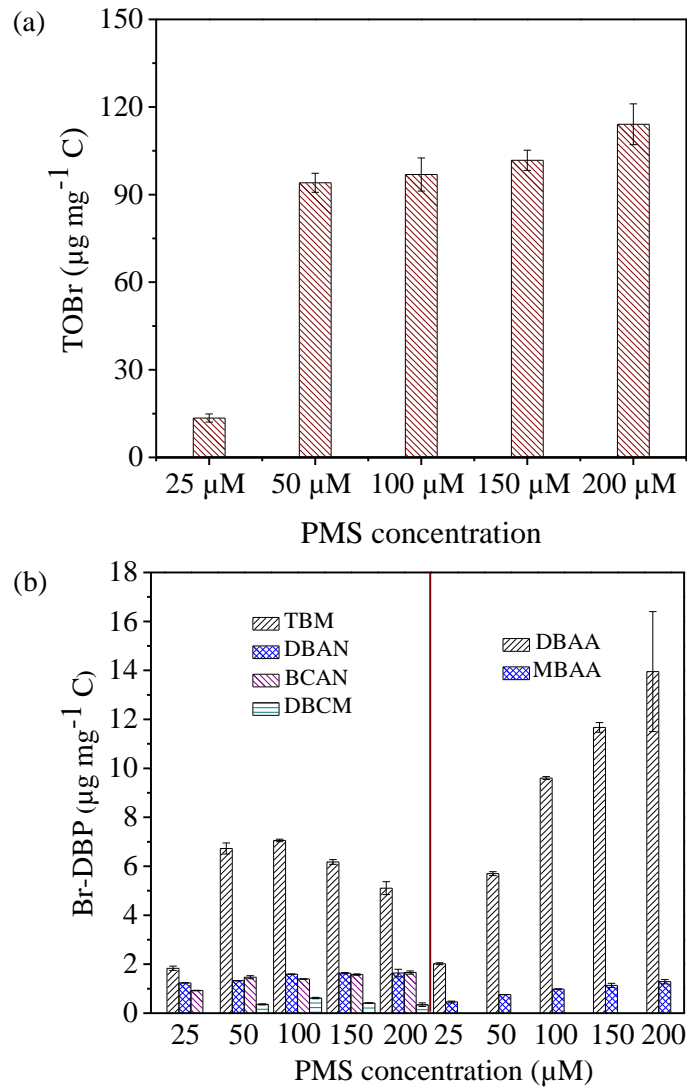 (a)
150
120
90
60
30
0
TOBr (µg mg⁻¹ C)
25 µM 50 µM 100 µM 150 µM 200 µM
PMS concentration
(b)
18
16
14
12
10
8
6
4
2
0
Br-DBP (µg mg⁻¹ C)
TBM
DBAN
BCAN
DBCM
DBAA
MBAA
25 50 100 150 200 25 50 100 150 200
PMS concentration (µM)